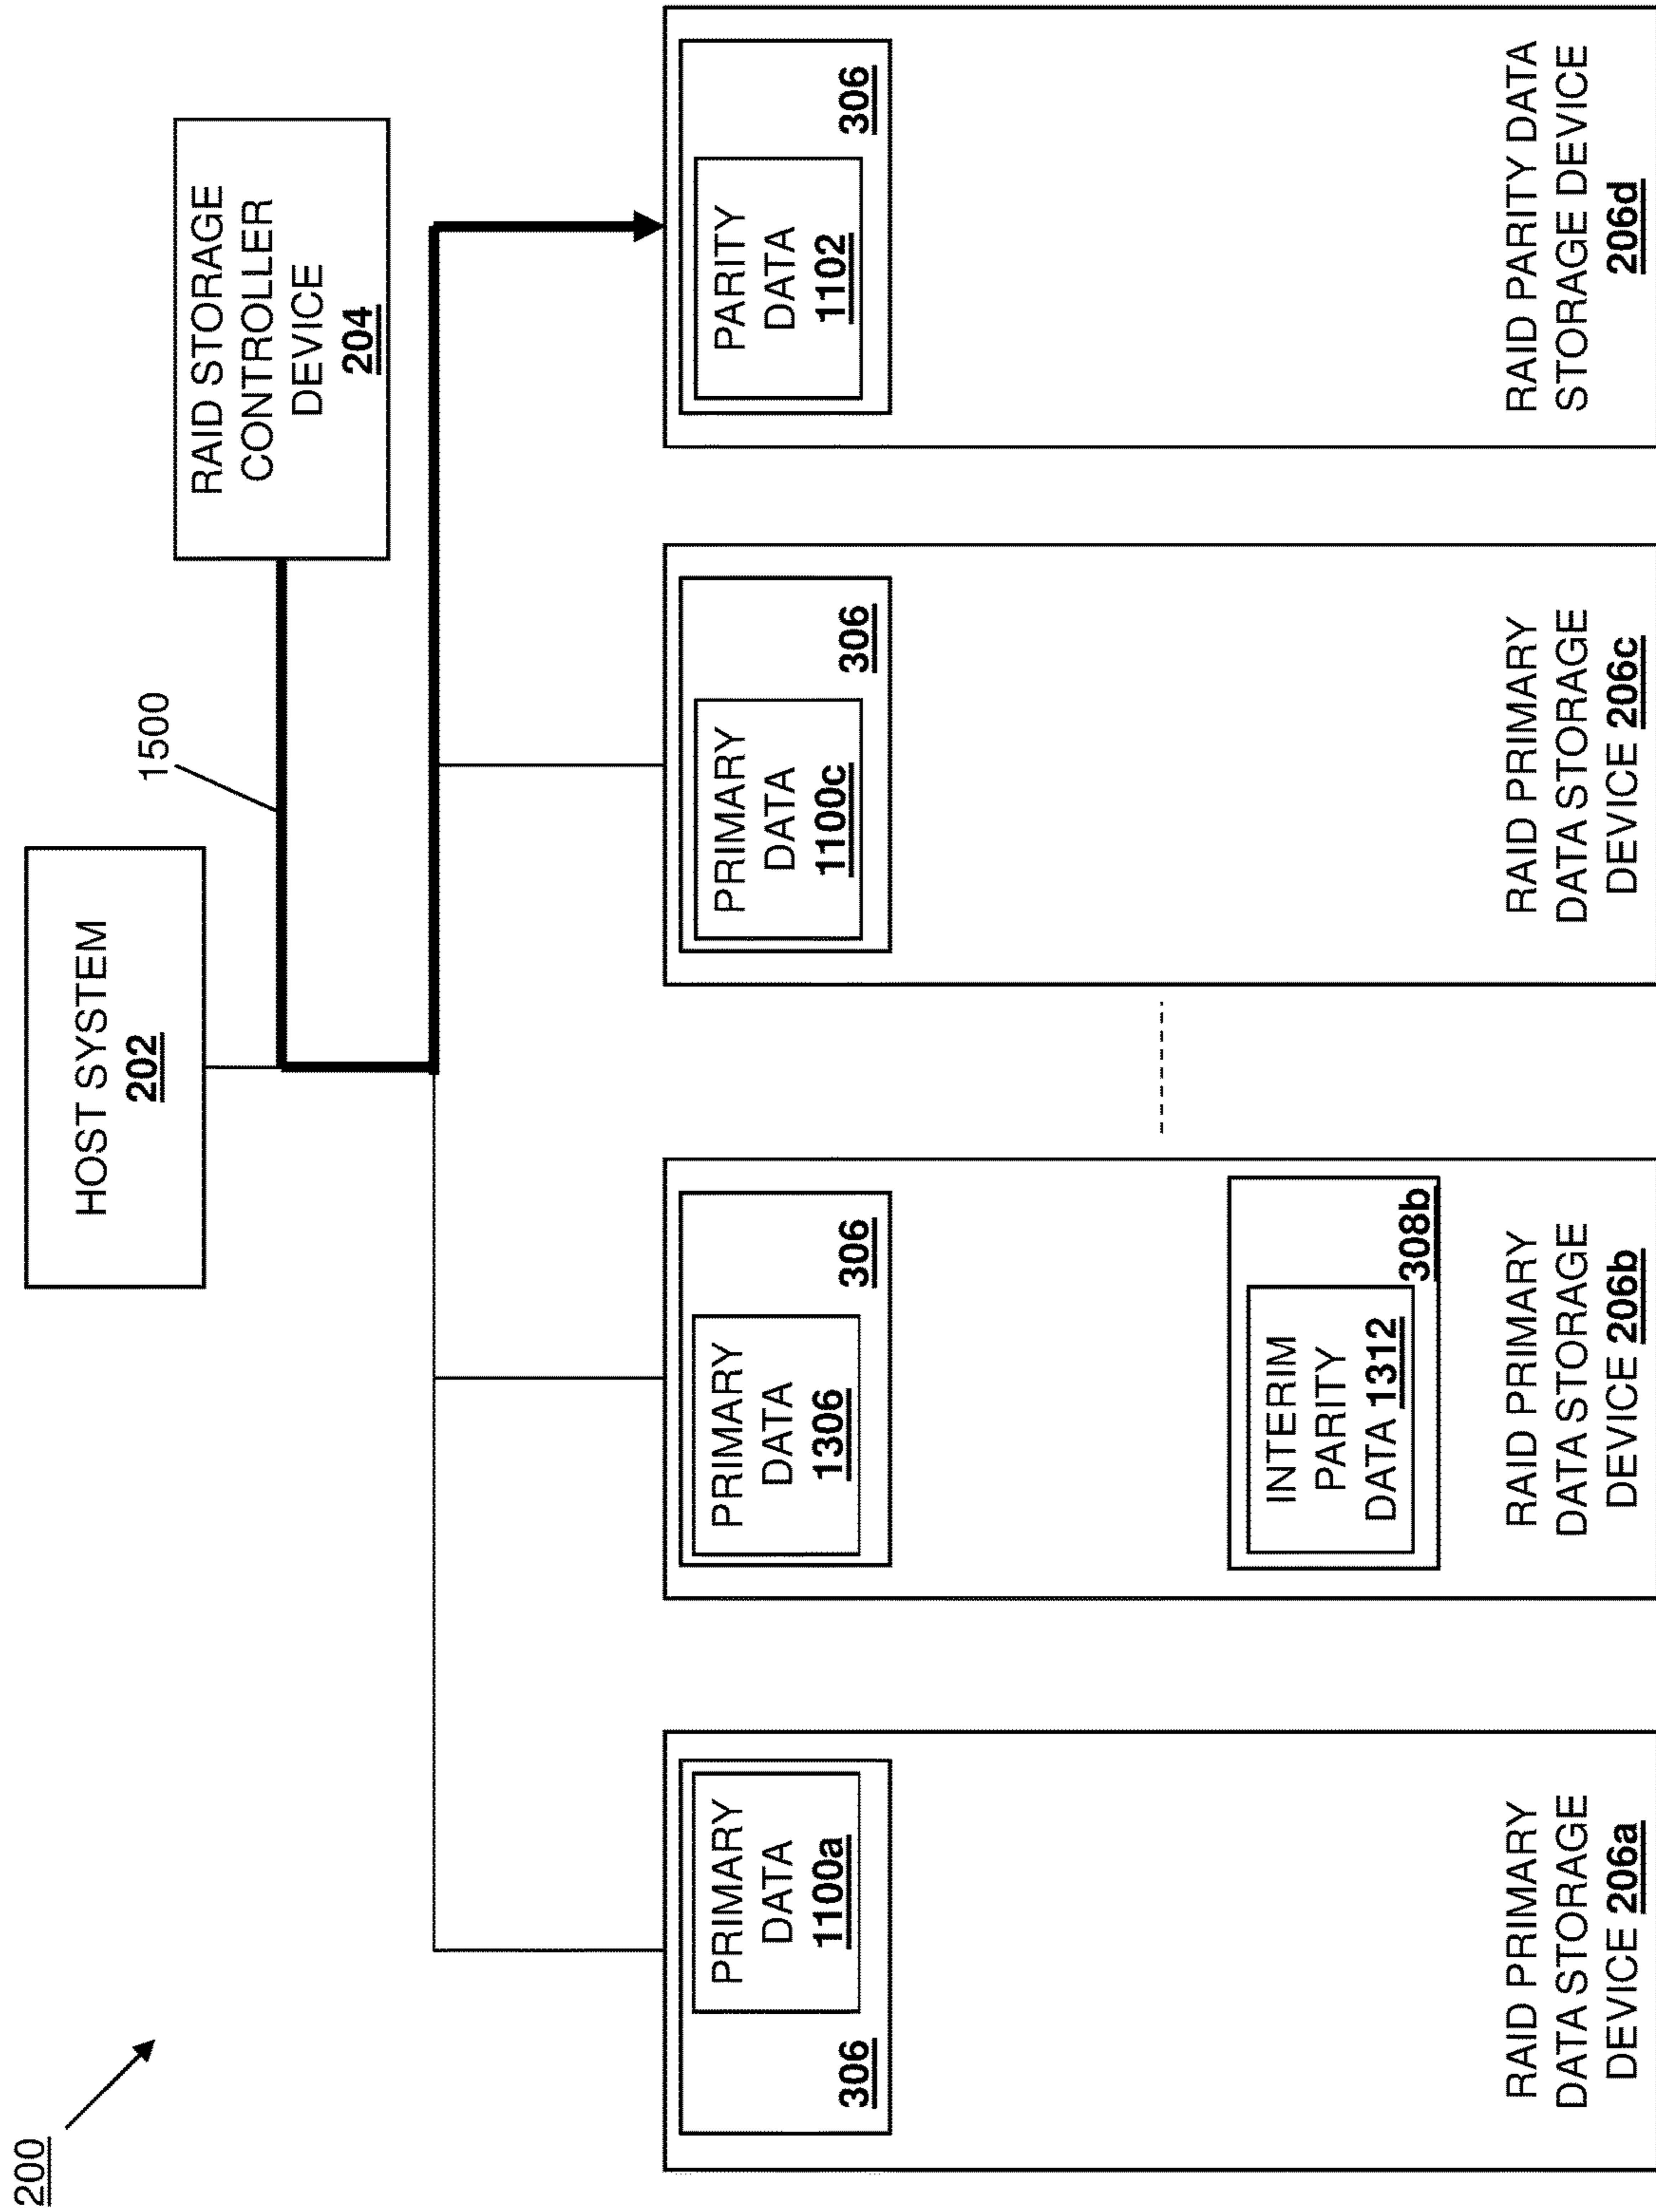 200
HOST SYSTEM
202
1500
RAID STORAGE
CONTROLLER
DEVICE
204
PRIMARY
DATA
1100a
306
RAID PRIMARY
DATA STORAGE
DEVICE 206a
PRIMARY
DATA
1306
306
INTERIM
PARITY
DATA 1312
308b
RAID PRIMARY
DATA STORAGE
DEVICE 206b
PRIMARY
DATA
1100c
306
RAID PRIMARY
DATA STORAGE
DEVICE 206c
PARITY
DATA
1102
306
RAID PARITY DATA
STORAGE DEVICE
206d